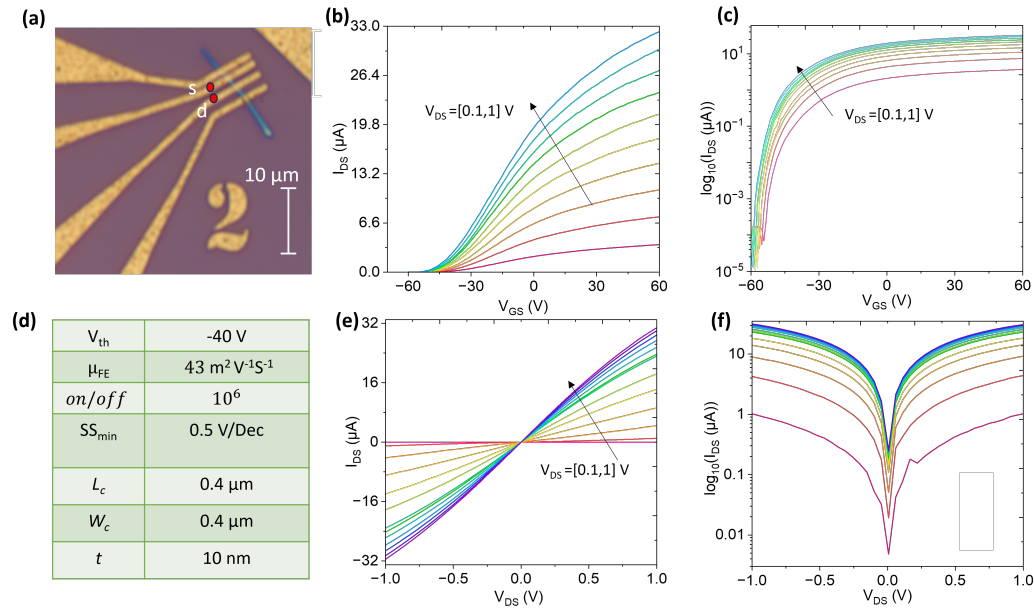 (a)
s
d
10 μm
2
(b)
33.0
26.4
19.8
13.2
6.6
0.0
I_DS (μA)
V_DS=[0.1,1] V
−60 −30 0 30 60
V_GS (V)
(c)
10^1
10^−1
10^−3
10^−5
log_10(I_DS (μA))
V_DS=[0.1,1] V
−60 −30 0 30 60
V_GS (V)
(d)
V_th -40 V
μ_FE 43 m^2 V^-1S^-1
on/off 10^6
SS_min 0.5 V/Dec
L_c 0.4 μm
W_c 0.4 μm
t 10 nm
(e)
32
16
0
−16
−32
I_DS (μA)
V_DS=[0.1,1] V
−1.0 −0.5 0.0 0.5 1.0
V_DS (V)
(f)
10
1
0.1
0.01
log_10(I_DS (μA))
−1.0 −0.5 0.0 0.5 1.0
V_DS (V)